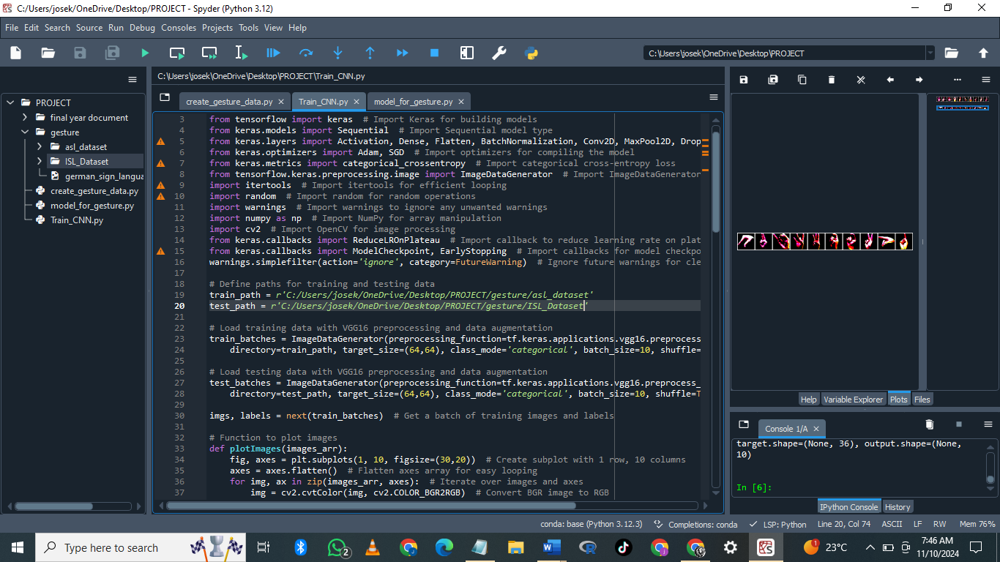 C:/Users/josek/OneDrive/Desktop/PROJECT - Spyder (Python 3.12)
File Edit Search Source Run Debug Consoles Projects Tools View Help
C:\Users\josek\OneDrive\Desktop\PROJECT
C:\Users\josek\OneDrive\Desktop\PROJECT\Train_CNN.py
create_gesture_data.py Train_CNN.py model_for_gesture.py
PROJECT
final year document
gesture
asl_dataset
ISL_Dataset
german_sign_langua
create_gesture_data.py
model_for_gesture.py
Train_CNN.py
3 from tensorflow import keras # Import Keras for building models
4 from keras.models import Sequential # Import Sequential model type
5 from keras.layers import Activation, Dense, Flatten, BatchNormalization, Conv2D, MaxPool2D, Drop
6 from keras.optimizers import Adam, SGD # Import optimizers for compiling the model
7 from keras.metrics import categorical_crossentropy # Import categorical cross-entropy loss
8 from tensorflow.keras.preprocessing.image import ImageDataGenerator # Import ImageDataGenerator
9 import itertools # Import itertools for efficient looping
10 import random # Import random for random operations
11 import warnings # Import warnings to ignore any unwanted warnings
12 import numpy as np # Import NumPy for array manipulation
13 import cv2 # Import OpenCV for image processing
14 from keras.callbacks import ReduceLROnPlateau # Import callback to reduce learning rate on plat
15 from keras.callbacks import ModelCheckpoint, EarlyStopping # Import callbacks for model checkpo
16 warnings.simplefilter(action='ignore', category=FutureWarning) # Ignore future warnings for cle
17
18 # Define paths for training and testing data
19 train_path = r'C:/Users/josek/OneDrive/Desktop/PROJECT/gesture/asl_dataset'
20 test_path = r'C:/Users/josek/OneDrive/Desktop/PROJECT/gesture/ISL_Dataset'
21
22 # Load training data with VGG16 preprocessing and data augmentation
23 train_batches = ImageDataGenerator(preprocessing_function=tf.keras.applications.vgg16.preprocess
24 directory=train_path, target_size=(64,64), class_mode='categorical', batch_size=10, shuffle=
25
26 # Load testing data with VGG16 preprocessing and data augmentation
27 test_batches = ImageDataGenerator(preprocessing_function=tf.keras.applications.vgg16.preprocess_
28 directory=test_path, target_size=(64,64), class_mode='categorical', batch_size=10, shuffle=T
29
30 imgs, labels = next(train_batches) # Get a batch of training images and labels
31
32 # Function to plot images
33 def plotImages(images_arr):
34 fig, axes = plt.subplots(1, 10, figsize=(30,20)) # Create subplot with 1 row, 10 columns
35 axes = axes.flatten() # Flatten axes array for easy looping
36 for img, ax in zip(images_arr, axes): # Iterate over images and axes
37 img = cv2.cvtColor(img, cv2.COLOR_BGR2RGB) # Convert BGR image to RGB
Help Variable Explorer Plots Files
Console 1/A
target.shape=(None, 36), output.shape=(None,
10)
In [6]:
IPython Console History
conda: base (Python 3.12.3) Completions: conda LSP: Python Line 20, Col 74 ASCII LF RW Mem 76%
Type here to search
2
1
23°C
7:46 AM
11/10/2024